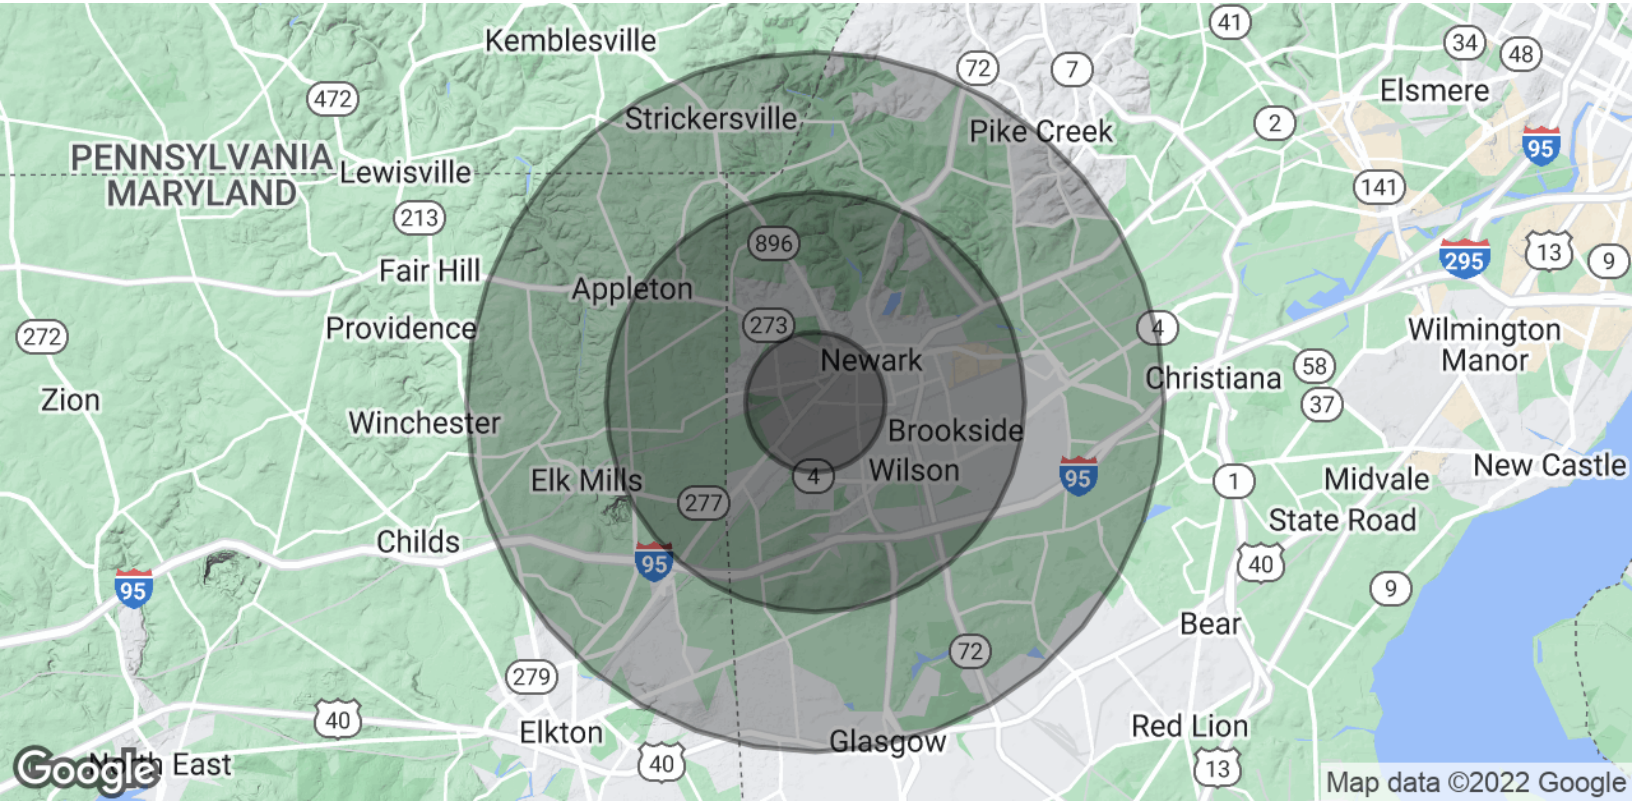 41
Kemblesville
34
48
72
7
Elsmere
472
Strickersville
2
Pike Creek
95
PENNSYLVANIA
MARYLAND
Lewisville
141
213
896
13
295
9
Fair Hill
Appleton
273
4
Providence
272
Wilmington
Manor
Newark
58
Christiana
Zion
37
Winchester
Brookside
Wilson
New Castle
Elk Mills
4
95
1
Midvale
277
State Road
Childs
95
40
95
9
Bear
72
279
40
Elkton
Red Lion
Glasgow
40
North East
13
Google
Map data ©2022 Google